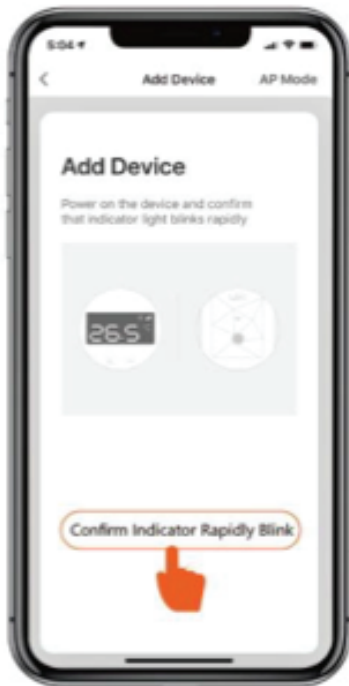 5:04
Add Device
AP Mode
Add Device
Power on the device and confirm
that indicator light blinks rapidly
26.5
Confirm Indicator Rapidly Blink